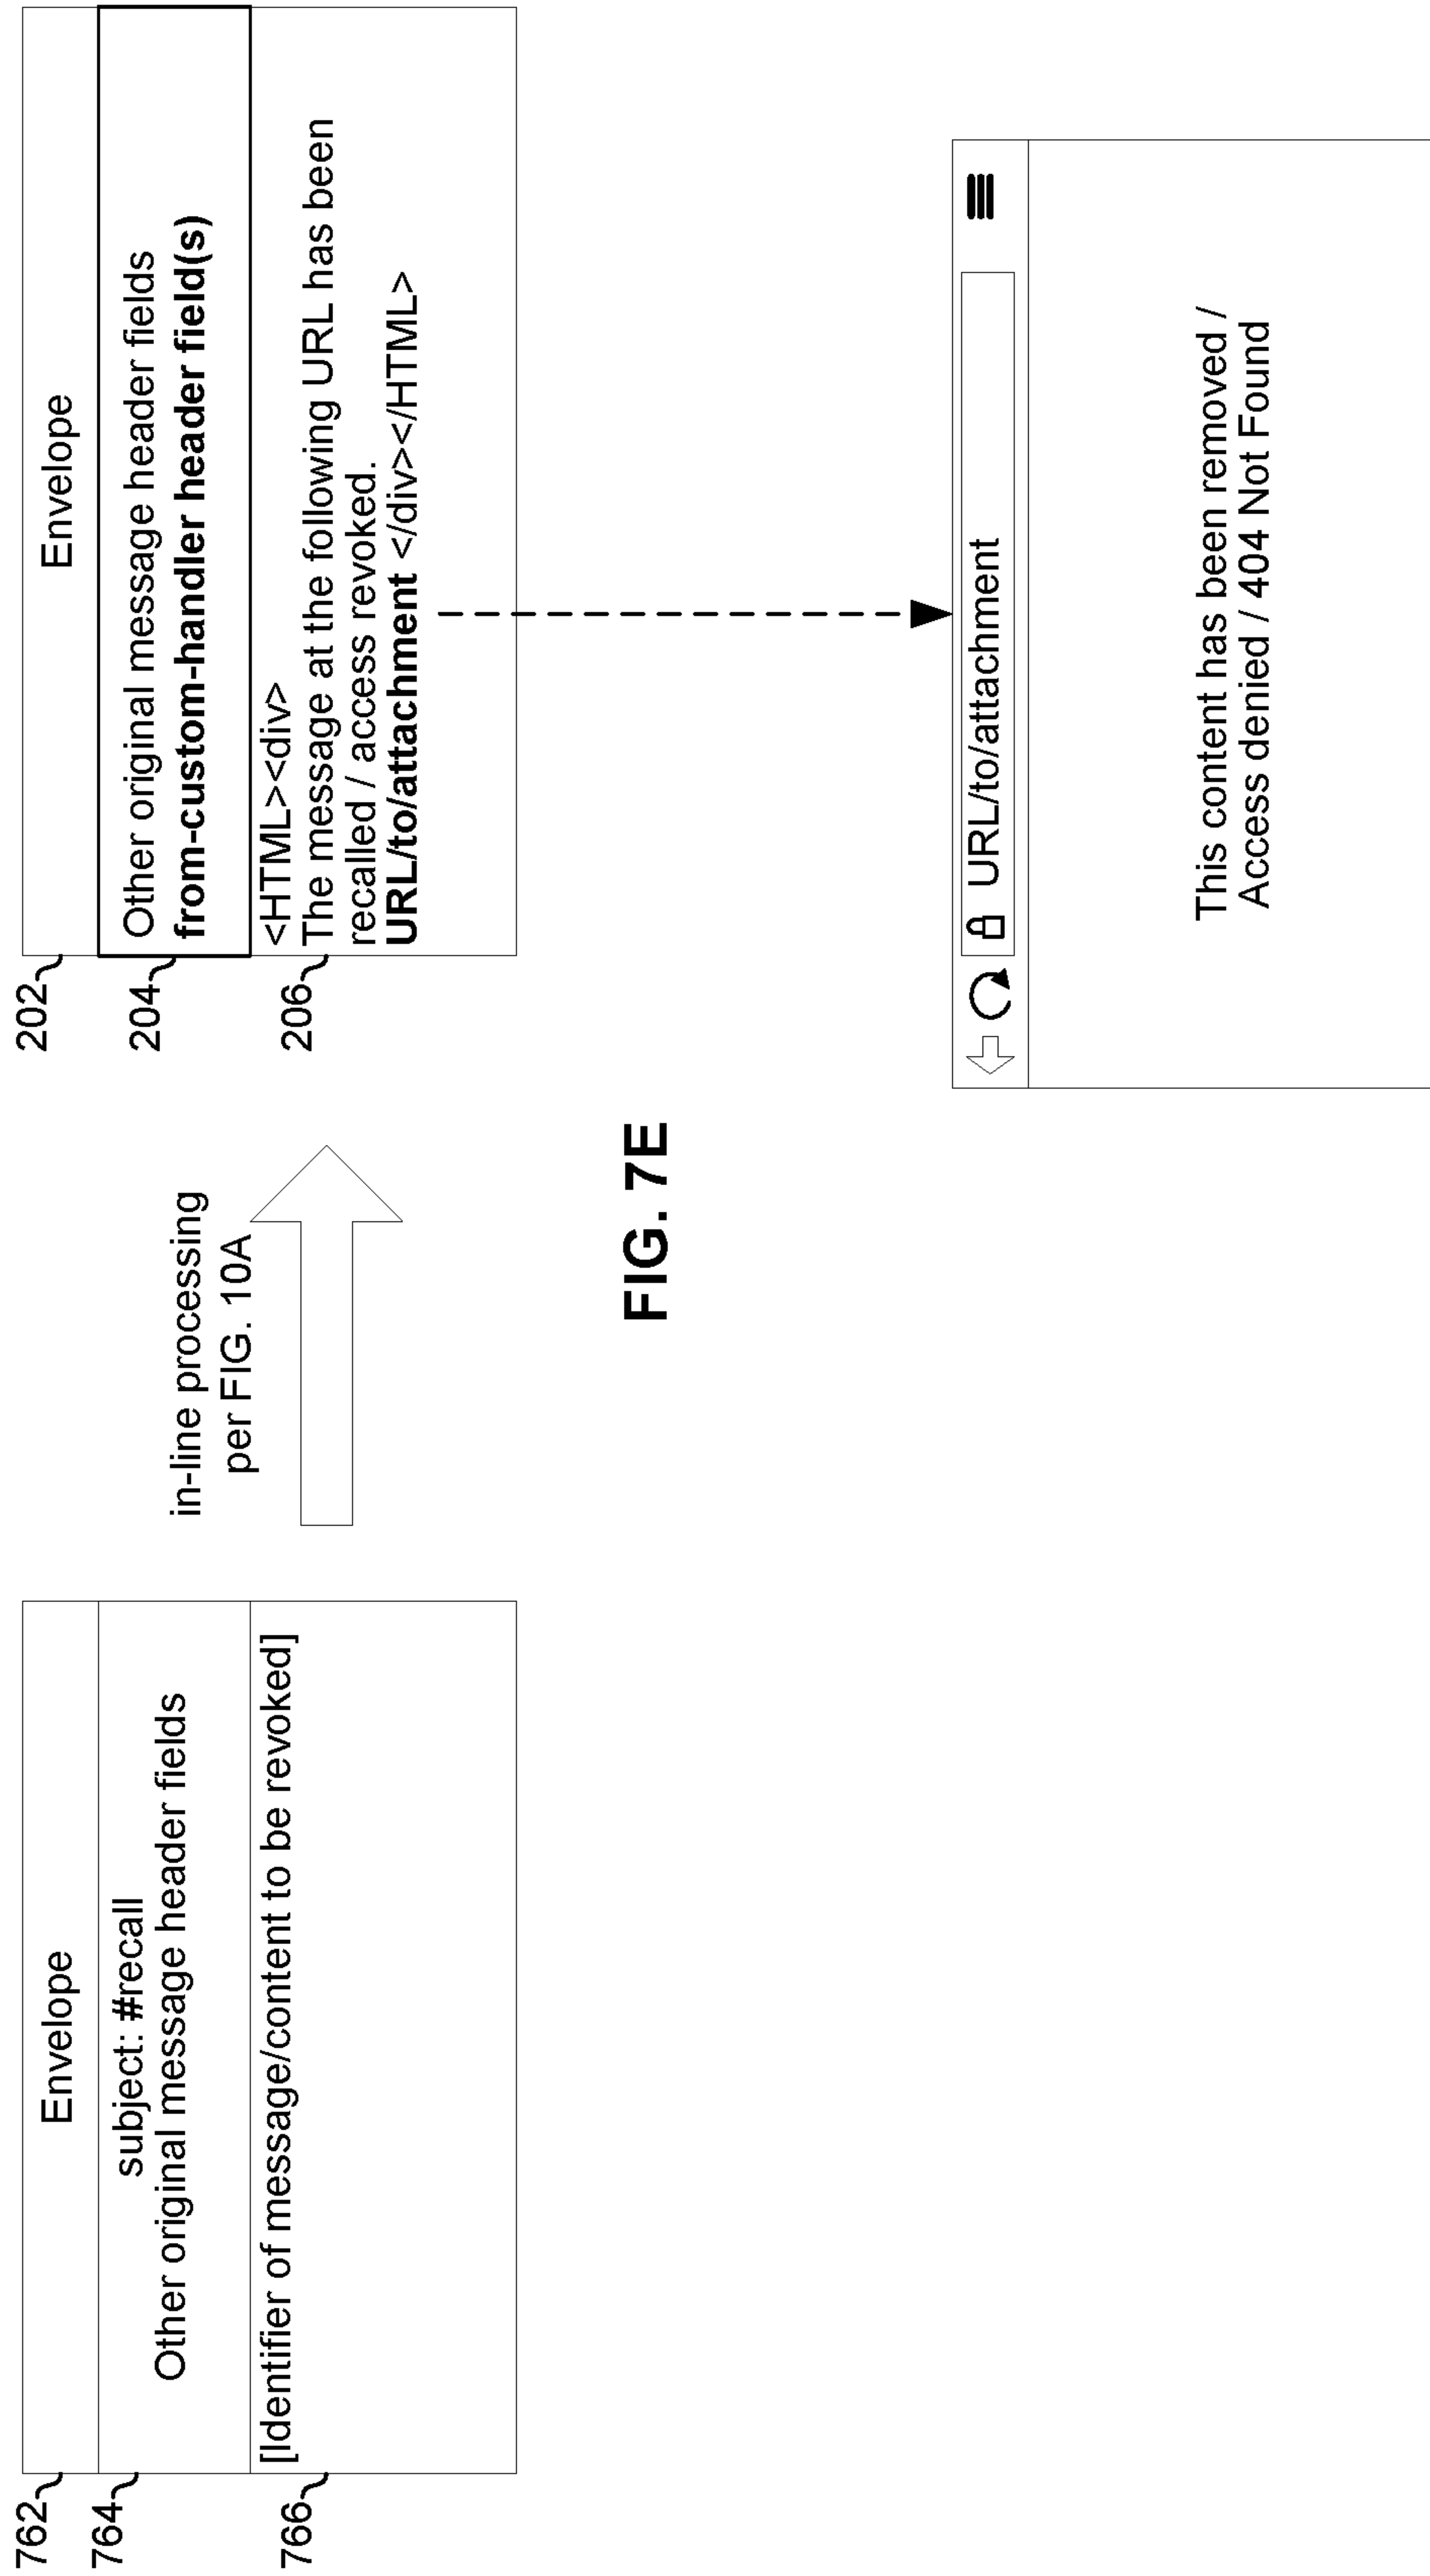 762
Envelope
764
subject: #recall
Other original message header fields
766
[Identifier of message/content to be revoked]
in-line processing
per FIG. 10A
202
Envelope
204
Other original message header fields
from-custom-handler header field(s)
206
<HTML><div>
The message at the following URL has been
recalled / access revoked.
URL/to/attachment </div></HTML>
FIG. 7E
URL/to/attachment
This content has been removed /
Access denied / 404 Not Found